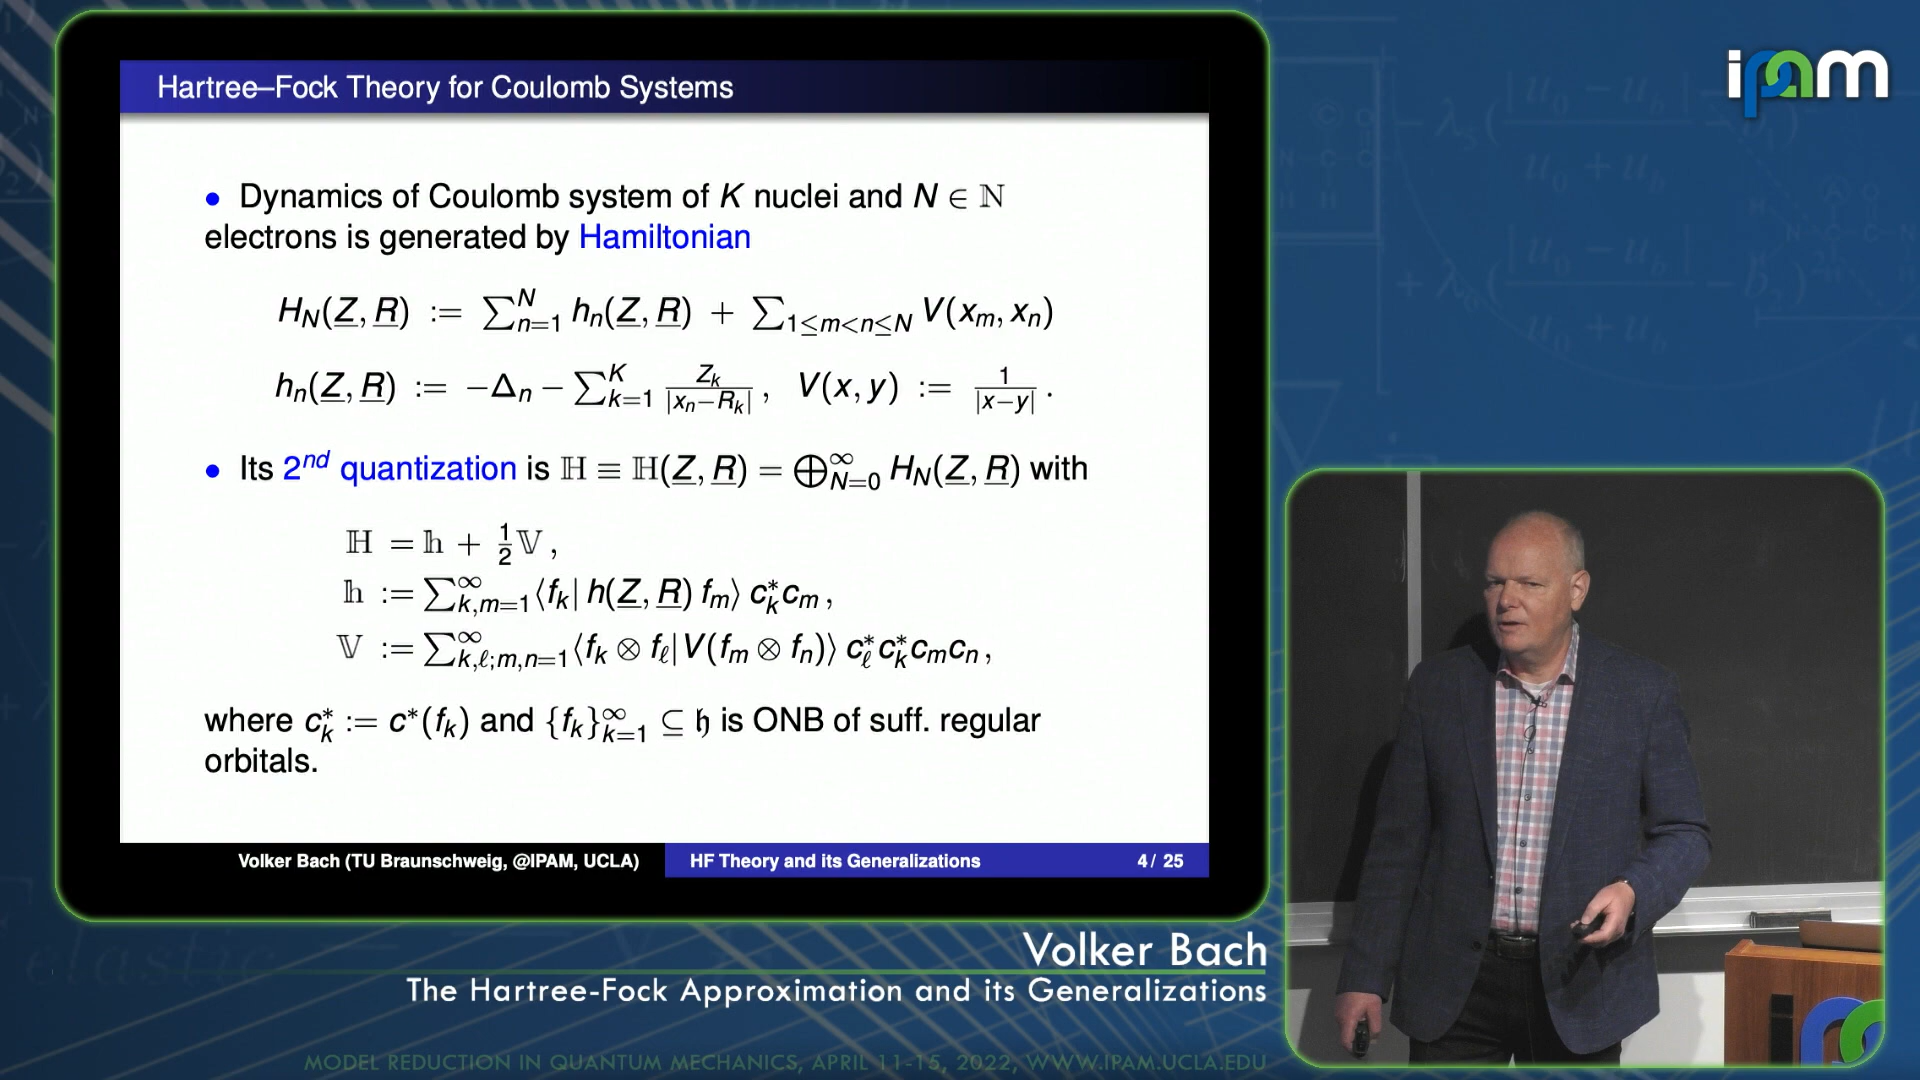 ipam
Hartree–Fock Theory for Coulomb Systems
• Dynamics of Coulomb system of K nuclei and N ∈ ℕ
electrons is generated by Hamiltonian
H_N(Z, R) := ∑_{n=1}^N h_n(Z, R) + ∑_{1≤m<n≤N} V(x_m, x_n)
h_n(Z, R) := −Δ_n − ∑_{k=1}^K Z_k/|x_n−R_k| , V(x, y) := 1/|x−y| .
• Its 2^nd quantization is ℍ ≡ ℍ(Z, R) = ⊕_{N=0}^∞ H_N(Z, R) with
ℍ = 𝕙 + 1/2 𝕍 ,
𝕙 := ∑_{k,m=1}^∞ ⟨f_k| h(Z, R) f_m⟩ c_k^* c_m ,
𝕍 := ∑_{k,ℓ;m,n=1}^∞ ⟨f_k ⊗ f_ℓ| V(f_m ⊗ f_n)⟩ c_ℓ^* c_k^* c_m c_n ,
where c_k^* := c^*(f_k) and {f_k}_{k=1}^∞ ⊆ 𝔥 is ONB of suff. regular
orbitals.
Volker Bach (TU Braunschweig, @IPAM, UCLA) HF Theory and its Generalizations 4 / 25
Volker Bach
The Hartree-Fock Approximation and its Generalizations
MODEL REDUCTION IN QUANTUM MECHANICS, APRIL 11-15, 2022, WWW.IPAM.UCLA.EDU